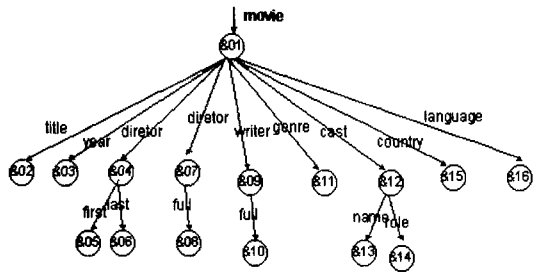 movie
&01
title
year
diretor
diretor
writer
genre
cast
country
language
&02
&03
&04
&07
&09
&11
&12
&15
&16
first
last
full
full
name
role
&05
&06
&08
&10
&13
&14